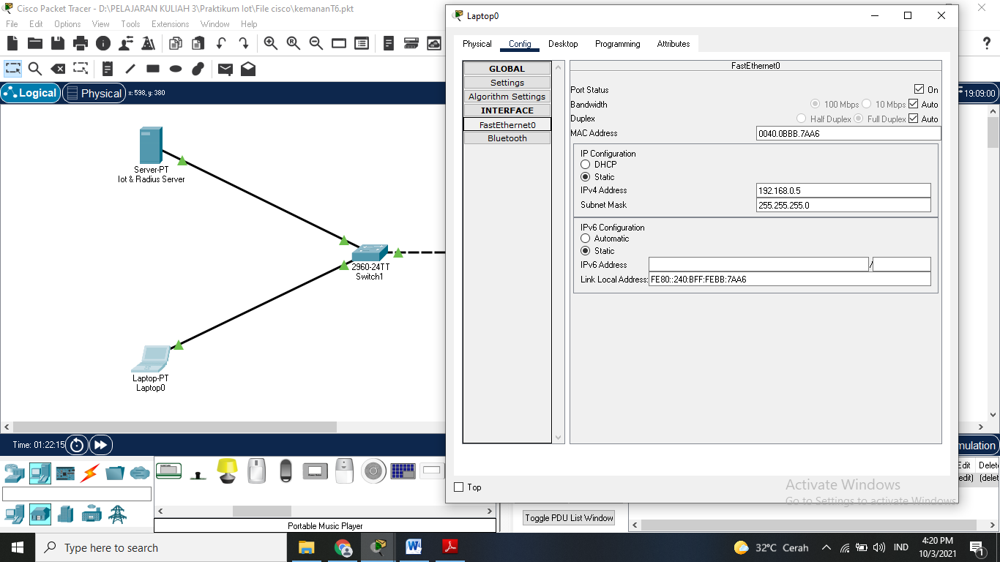 Cisco Packet Tracer - D:\PELAJARAN KULIAH 3\Praktikum Iot\File cisco\kemananT6.pkt
File Edit Options View Tools Extensions Window Help
Logical Physical x: 598, y: 380
19:09:00
Server-PT
Iot & Radius Server
2960-24TT
Switch1
Laptop-PT
Laptop0
Time: 01:22:15
Portable Music Player
Toggle PDU List Window
mulation
Edit Delete
edit) (delet
Laptop0
Physical Config Desktop Programming Attributes
GLOBAL
Settings
Algorithm Settings
INTERFACE
FastEthernet0
Bluetooth
FastEthernet0
Port Status On
Bandwidth 100 Mbps 10 Mbps Auto
Duplex Half Duplex Full Duplex Auto
MAC Address 0040.0BBB.7AA6
IP Configuration
DHCP
Static
IPv4 Address 192.168.0.5
Subnet Mask 255.255.255.0
IPv6 Configuration
Automatic
Static
IPv6 Address /
Link Local Address: FE80::240:BFF:FEBB:7AA6
Top
Activate Windows
Go to Settings to activate Windows.
Type here to search
32°C Cerah IND
4:20 PM
10/3/2021
1